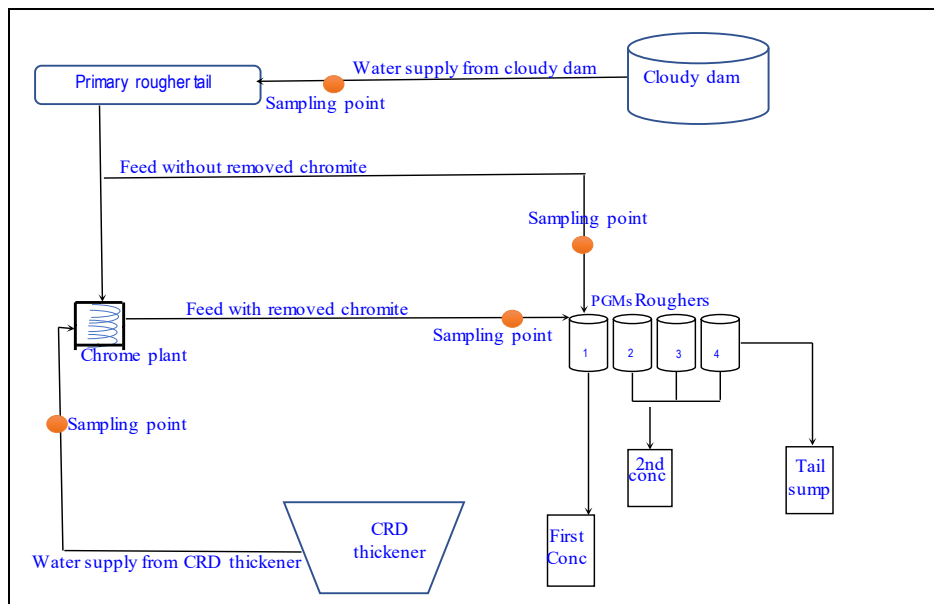 Primary rougher tail
Water supply from cloudy dam
Cloudy dam
Sampling point
Feed without removed chromite
Sampling point
PGMs Roughers
Feed with removed chromite
Sampling point
1
2
3
4
Chrome plant
Sampling point
2nd
conc
Tail
sump
CRD
thickener
First
Conc
Water supply from CRD thickener